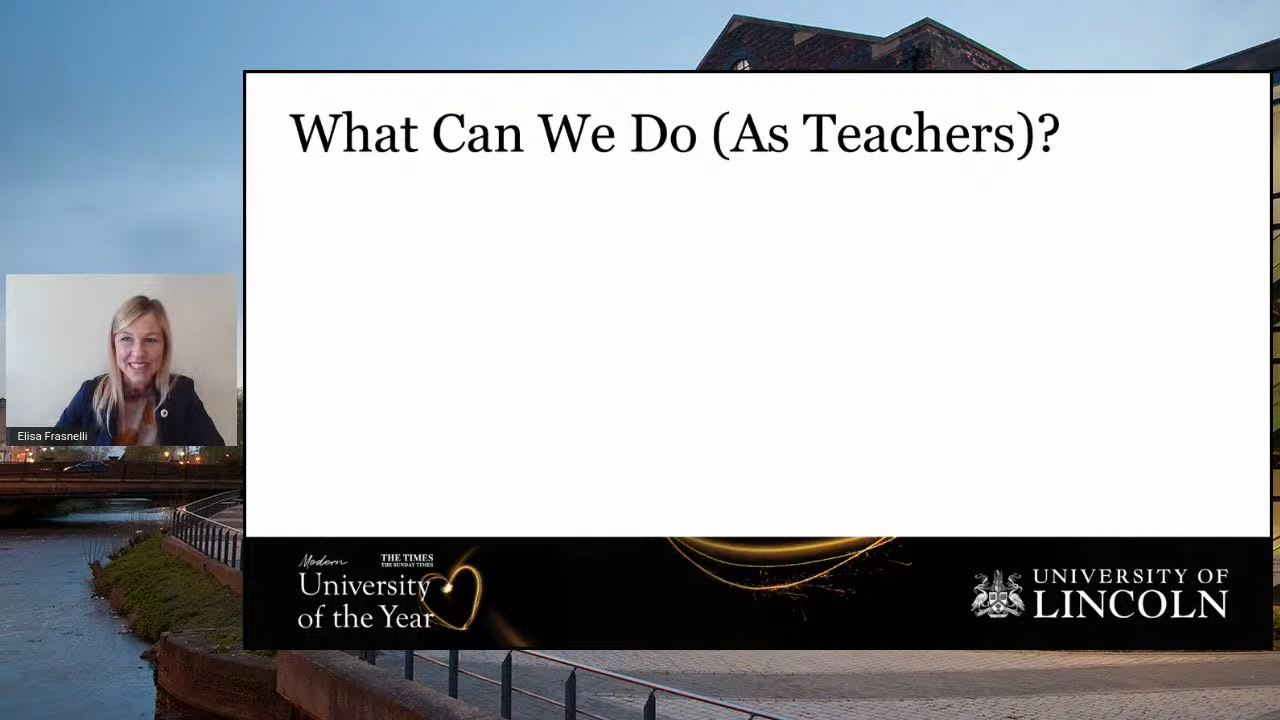 What Can We Do (As Teachers)?
Elisa Frasnelli
Modern
THE TIMES
THE SUNDAY TIMES
University
of the Year
UNIVERSITY OF
LINCOLN